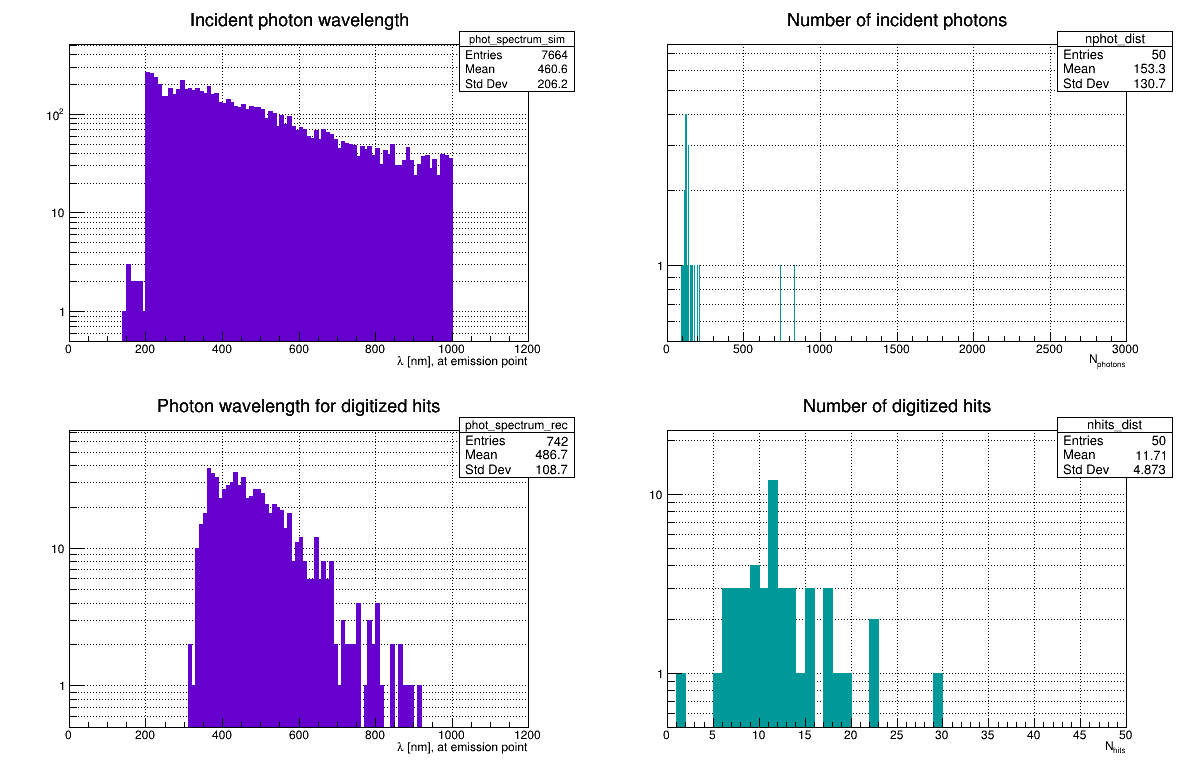 Incident photon wavelength
phot_spectrum_sim
Entries 7664
Mean 460.6
Std Dev 206.2
10²
10
1
0 200 400 600 800 1000 1200
λ [nm], at emission point
Number of incident photons
nphot_dist
Entries 50
Mean 153.3
Std Dev 130.7
1
0 500 1000 1500 2000 2500 3000
Nphotons
Photon wavelength for digitized hits
phot_spectrum_rec
Entries 742
Mean 486.7
Std Dev 108.7
10
1
0 200 400 600 800 1000 1200
λ [nm], at emission point
Number of digitized hits
nhits_dist
Entries 50
Mean 11.71
Std Dev 4.873
10
1
0 5 10 15 20 25 30 35 40 45 50
Nhits